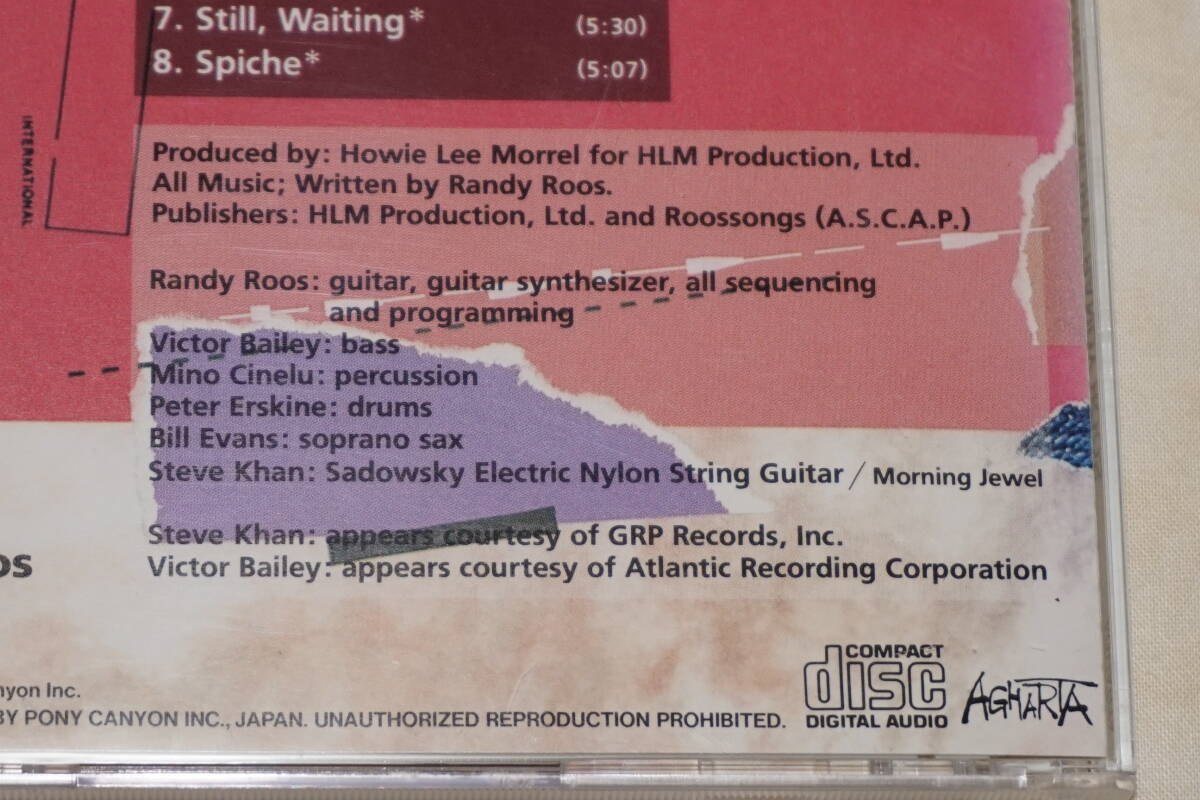 7. Still, Waiting* (5:30)
8. Spiche* (5:07)
INTERNATIONAL
Produced by: Howie Lee Morrel for HLM Production, Ltd.
All Music; Written by Randy Roos.
Publishers: HLM Production, Ltd. and Roossongs (A.S.C.A.P.)
Randy Roos: guitar, guitar synthesizer, all sequencing
and programming
Victor Bailey: bass
Mino Cinelu: percussion
Peter Erskine: drums
Bill Evans: soprano sax
Steve Khan: Sadowsky Electric Nylon String Guitar / Morning Jewel
Steve Khan: appears courtesy of GRP Records, Inc.
os
Victor Bailey: appears courtesy of Atlantic Recording Corporation
nyon Inc.
BY PONY CANYON INC., JAPAN. UNAUTHORIZED REPRODUCTION PROHIBITED.
COMPACT
disc
DIGITAL AUDIO
AGHARTA